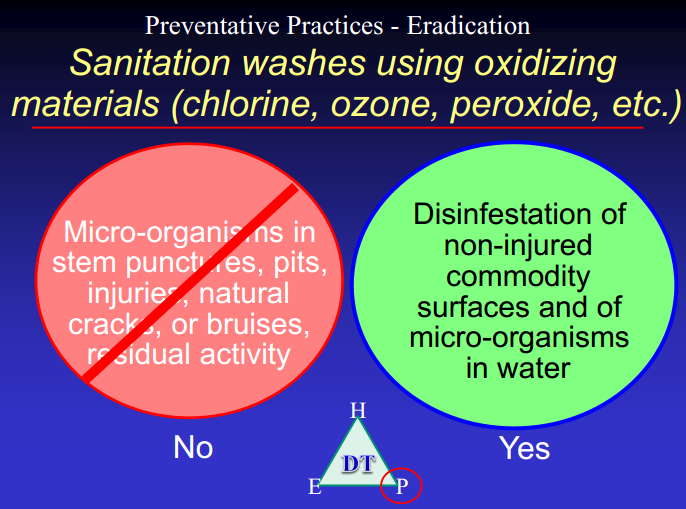 Preventative Practices - Eradication
Sanitation washes using oxidizing
materials (chlorine, ozone, peroxide, etc.)
Micro-organisms in
stem punctures, pits,
injuries, natural
cracks, or bruises,
residual activity
No
Disinfestation of
non-injured
commodity
surfaces and of
micro-organisms
in water
Yes
H
DT
E
P